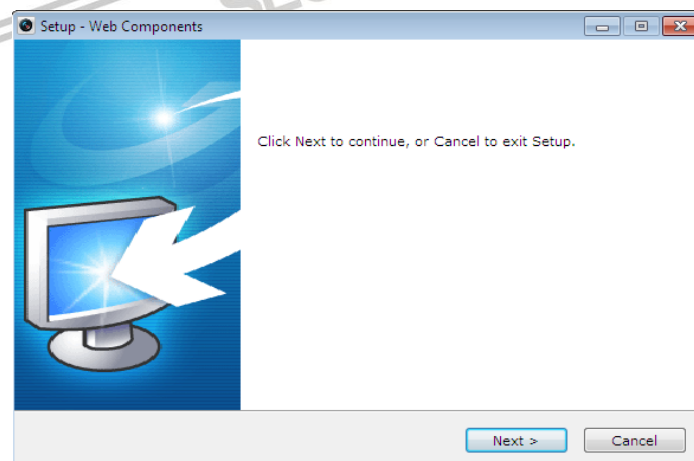 Setup - Web Components
Click Next to continue, or Cancel to exit Setup.
Next >
Cancel